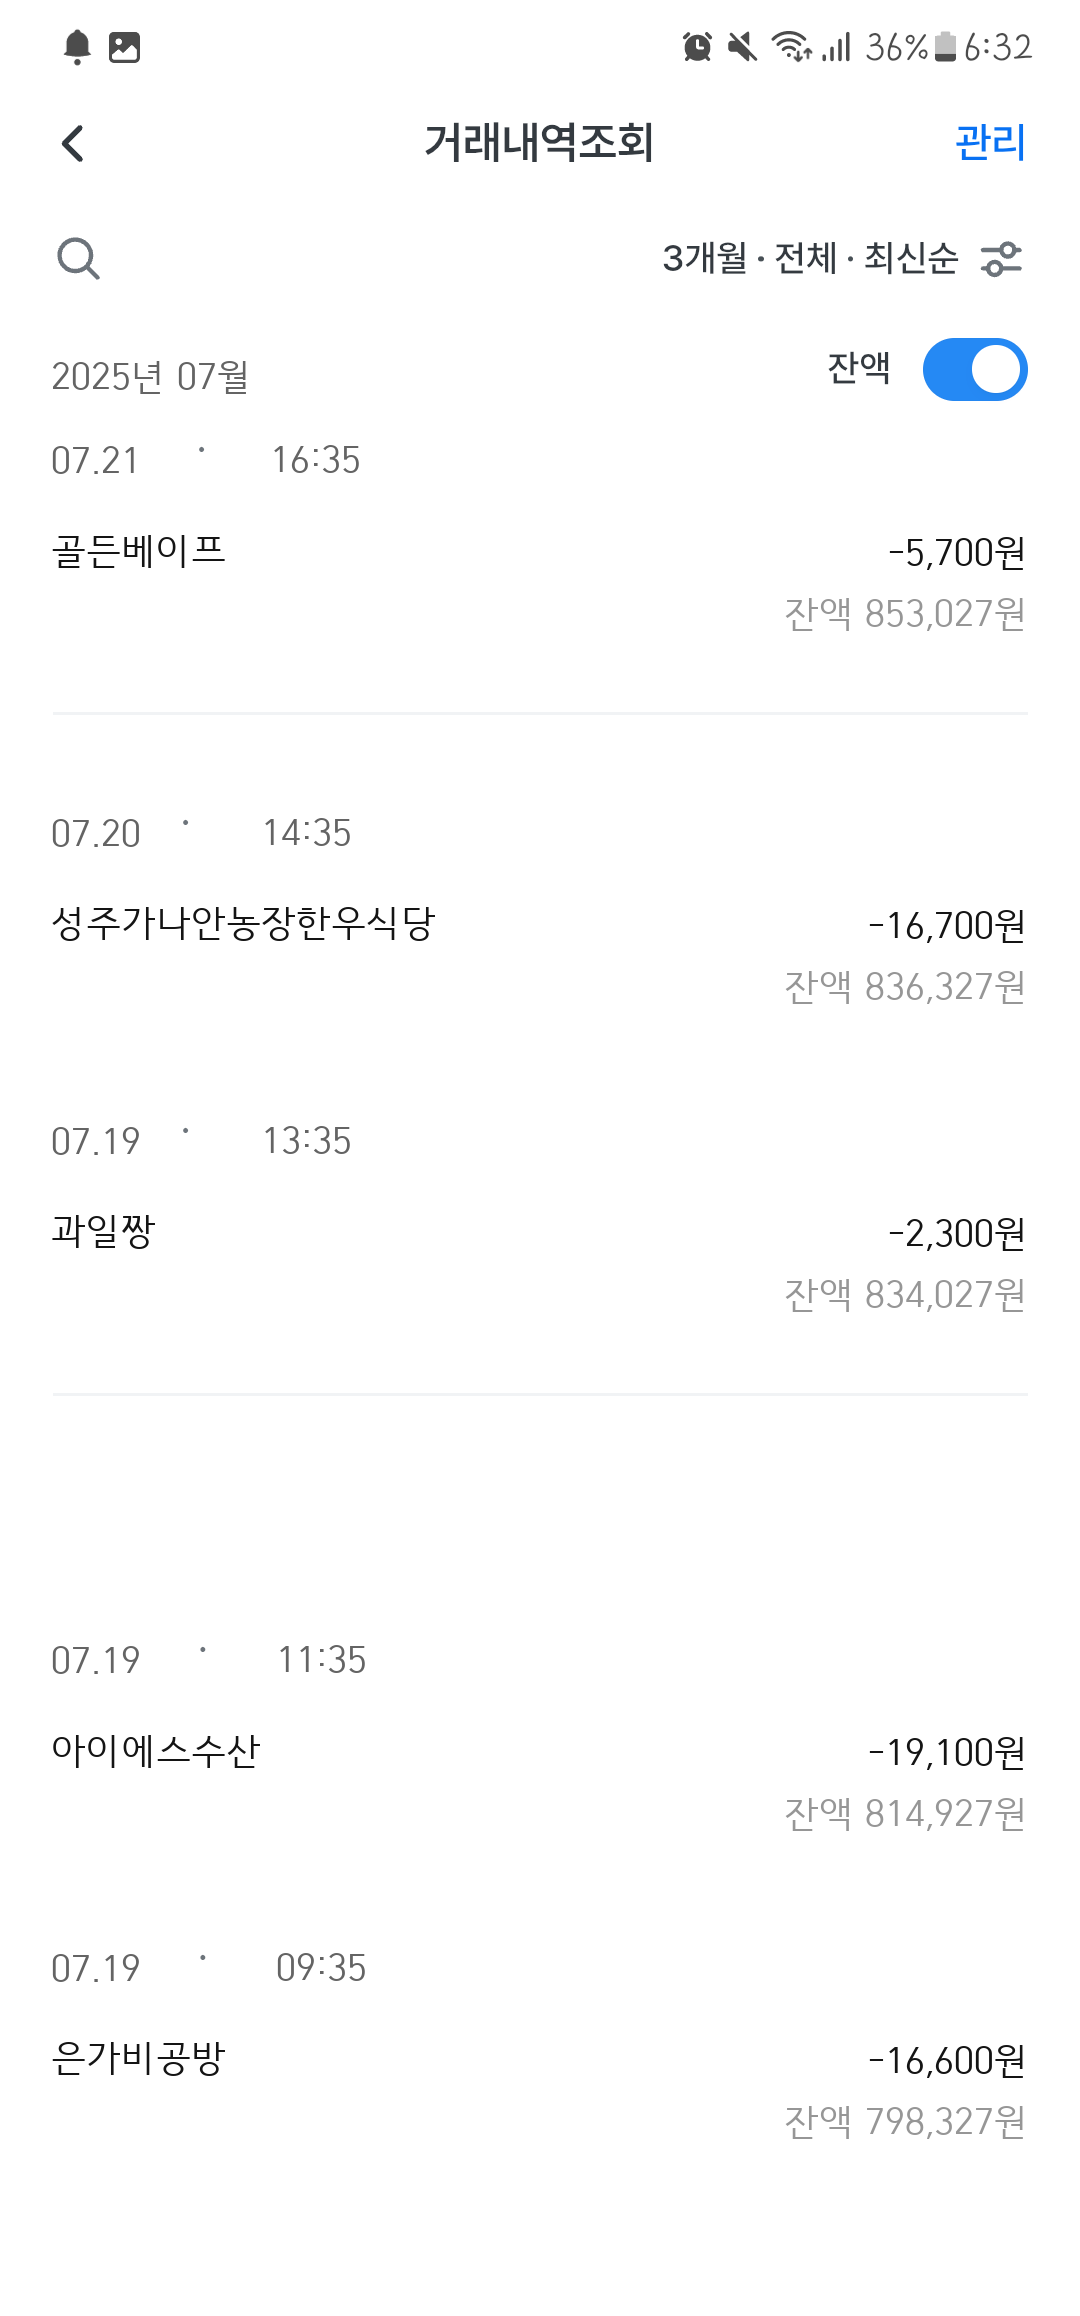 36% 6:32
거래내역조회 관리
3개월 · 전체 · 최신순
잔액
2025년 07월
07.21 · 16:35
골든베이프 -5,700원
잔액 853,027원
07.20 · 14:35
성주가나안농장한우식당 -16,700원
잔액 836,327원
07.19 · 13:35
과일짱 -2,300원
잔액 834,027원
07.19 · 11:35
아이에스수산 -19,100원
잔액 814,927원
07.19 · 09:35
은가비공방 -16,600원
잔액 798,327원